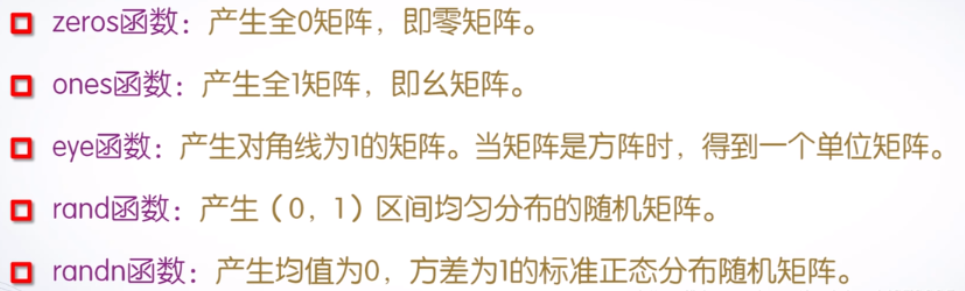 zeros函数：产生全0矩阵，即零矩阵。
ones函数：产生全1矩阵，即幺矩阵。
eye函数：产生对角线为1的矩阵。当矩阵是方阵时，得到一个单位矩阵。
rand函数：产生（0，1）区间均匀分布的随机矩阵。
randn函数：产生均值为0，方差为1的标准正态分布随机矩阵。